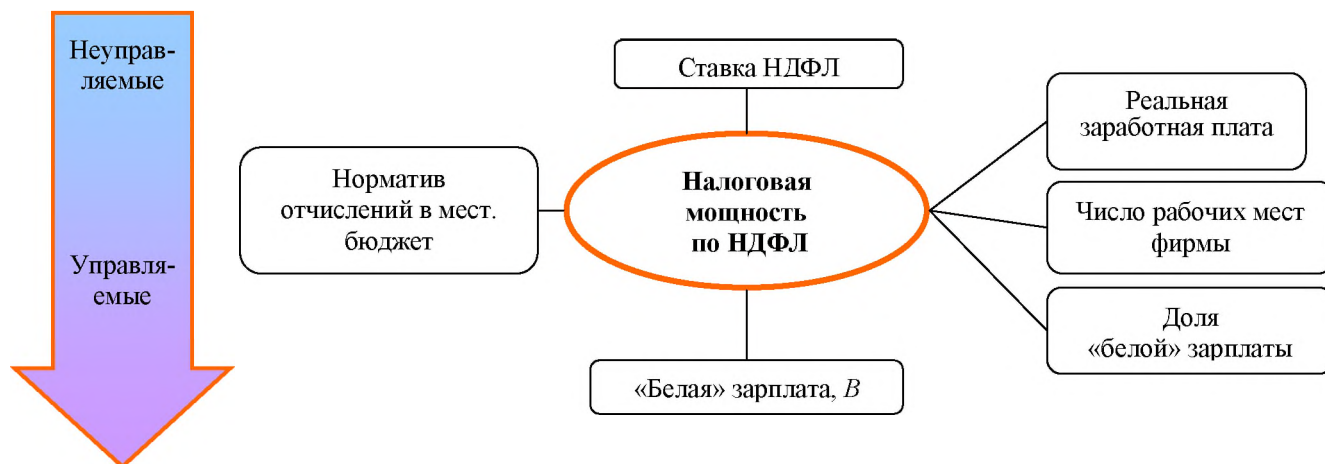 Неуправ-
ляемые
Управля-
емые
Ставка НДФЛ
Норматив
отчислений в мест.
бюджет
Налоговая
мощность
по НДФЛ
«Белая» зарплата, В
Реальная
заработная плата
Число рабочих мест
фирмы
Доля
«белой» зарплаты